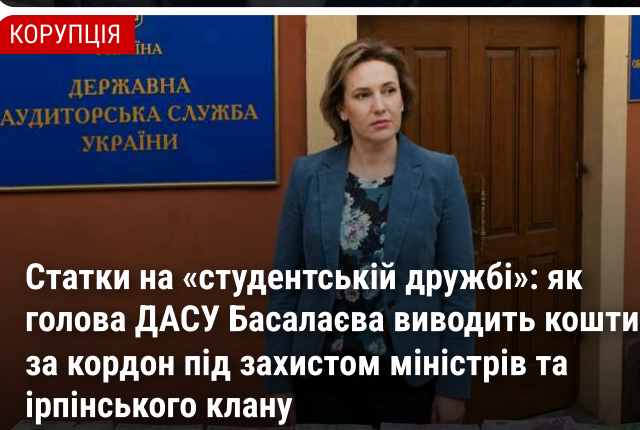 КОРУПЦІЯ
УКРАЇНА
ДЕРЖАВНА
АУДИТОРСЬКА СЛУЖБА
УКРАЇНИ
Статки на «студентській дружбі»: як
голова ДАСУ Басалаєва виводить кошти
за кордон під захистом міністрів та
ірпінського клану